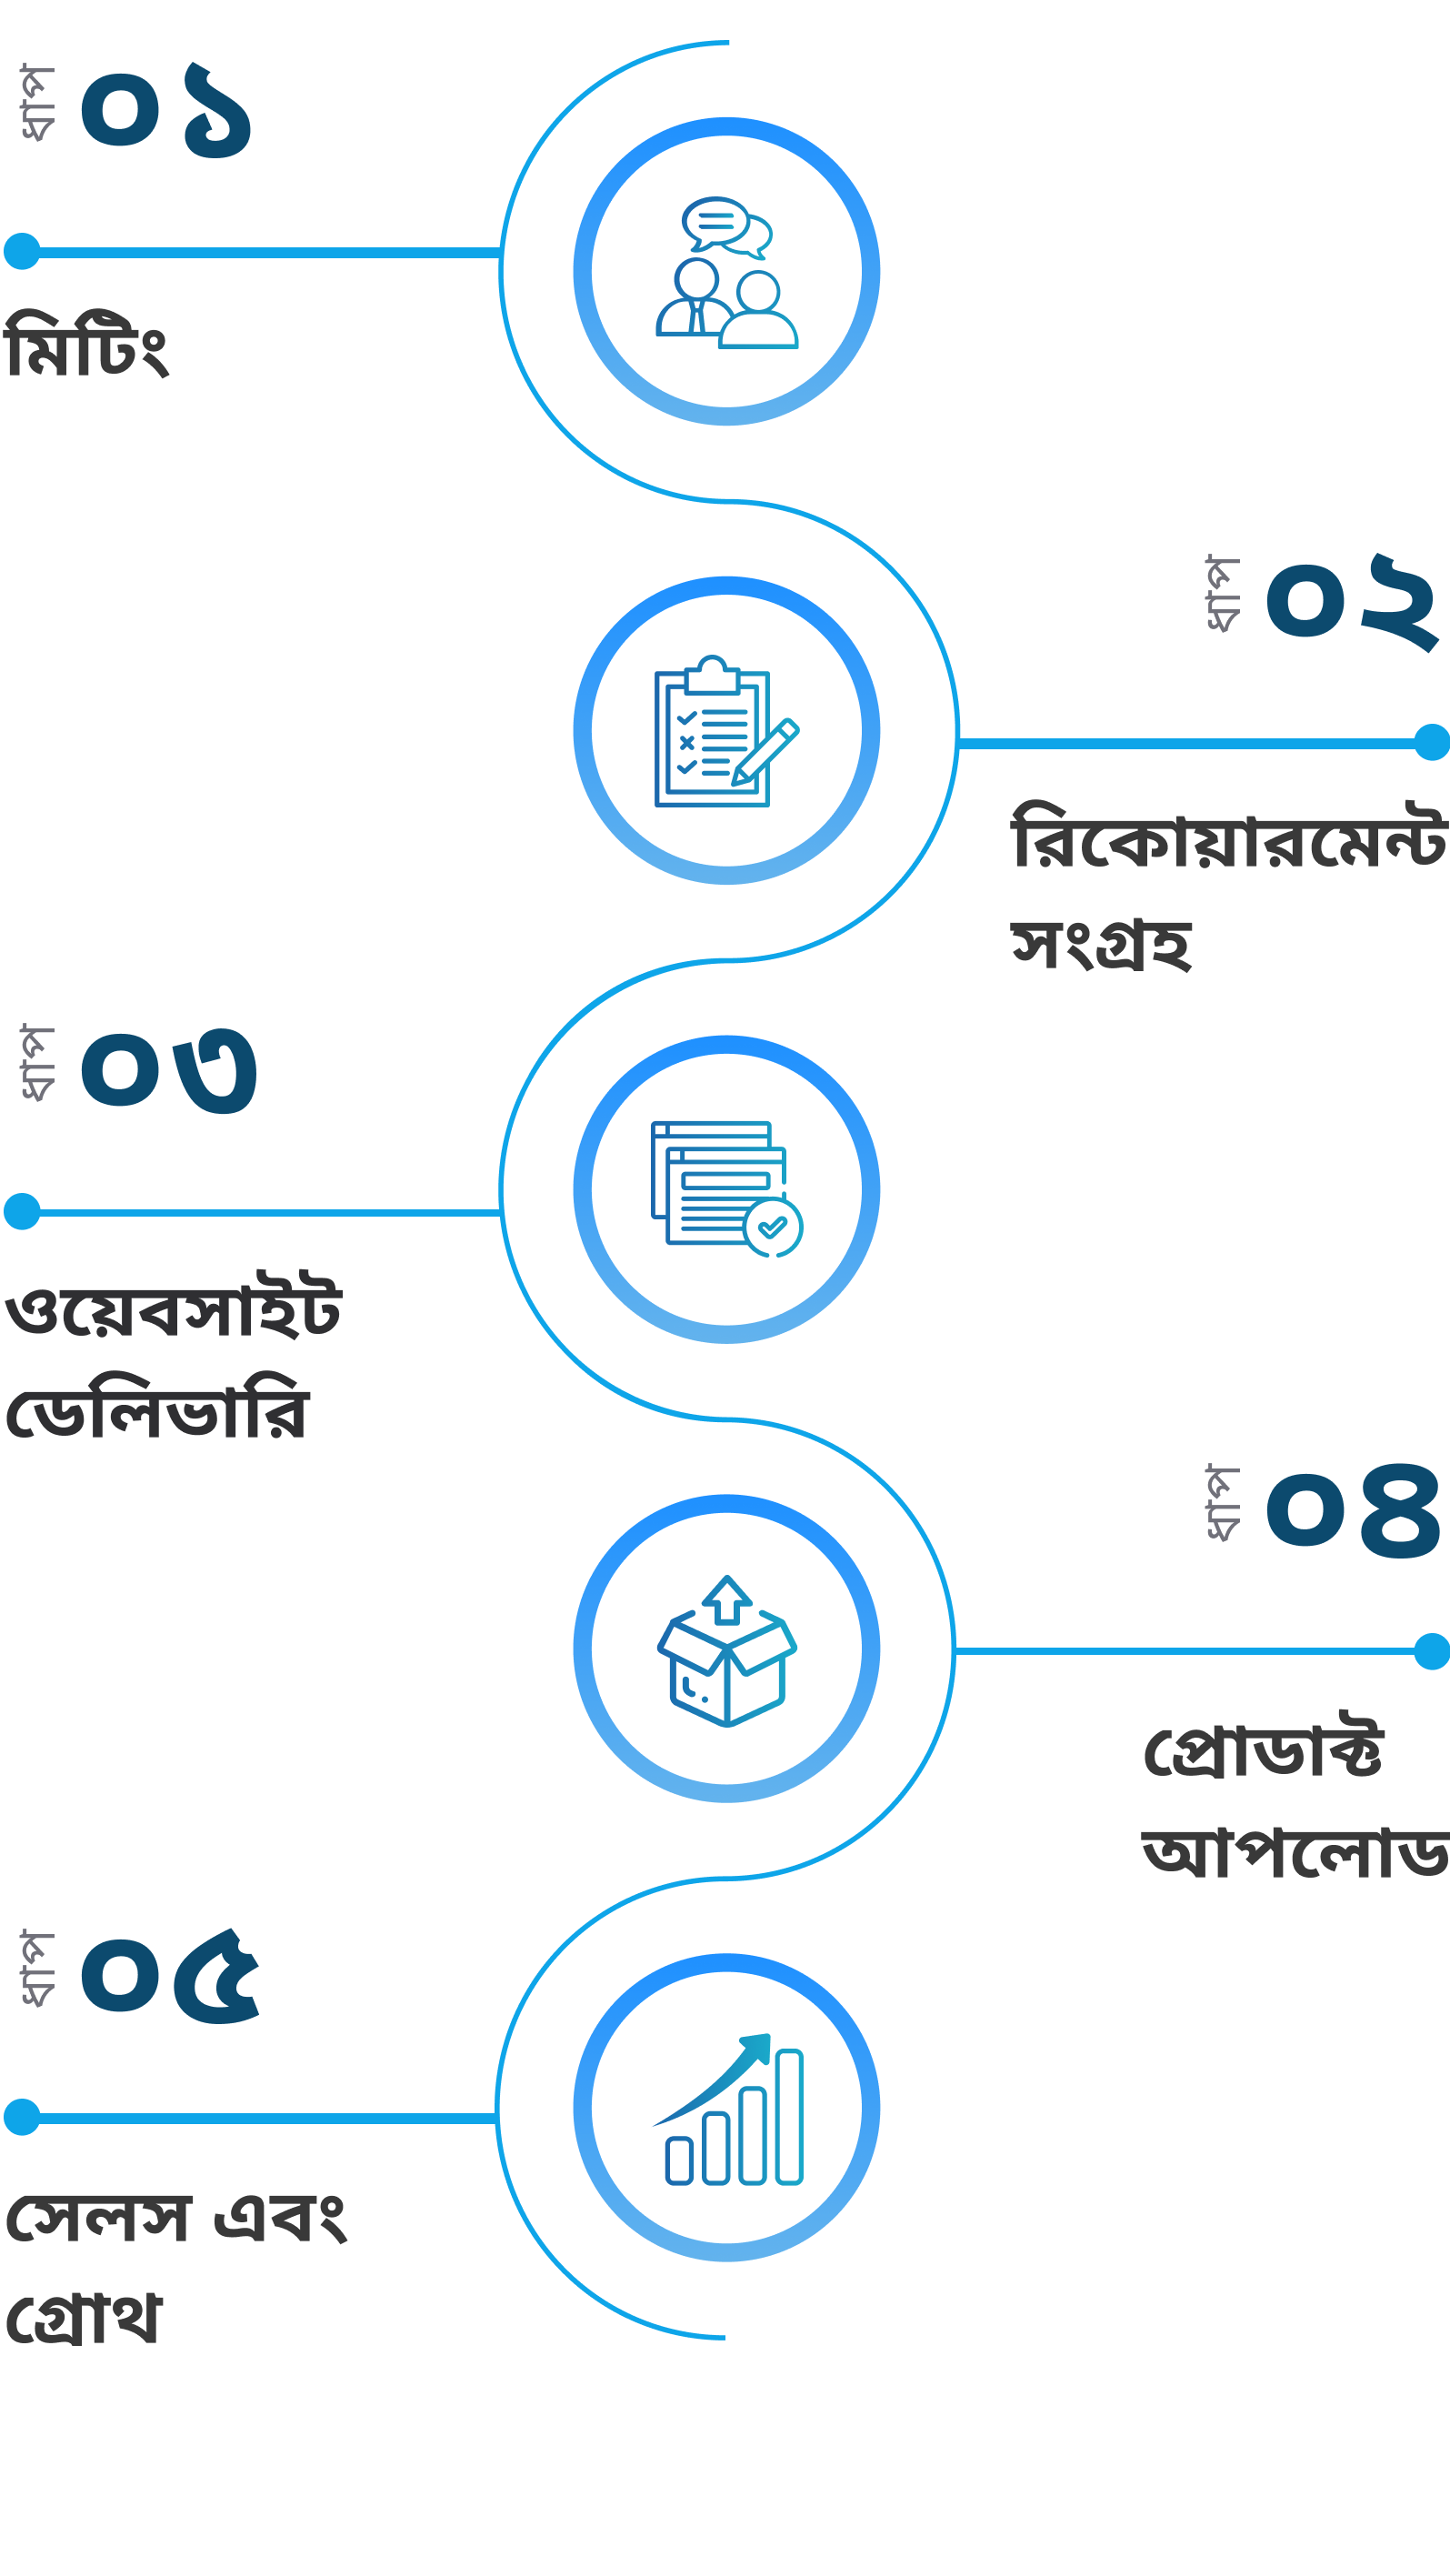 ধাপ ০১
মিটিং
ধাপ ০২
রিকোয়ারমেন্ট
সংগ্রহ
ধাপ ০৩
ওয়েবসাইট
ডেলিভারি
ধাপ ০৪
প্রোডাক্ট
আপলোড
ধাপ ০৫
সেলস এবং
গ্রোথ